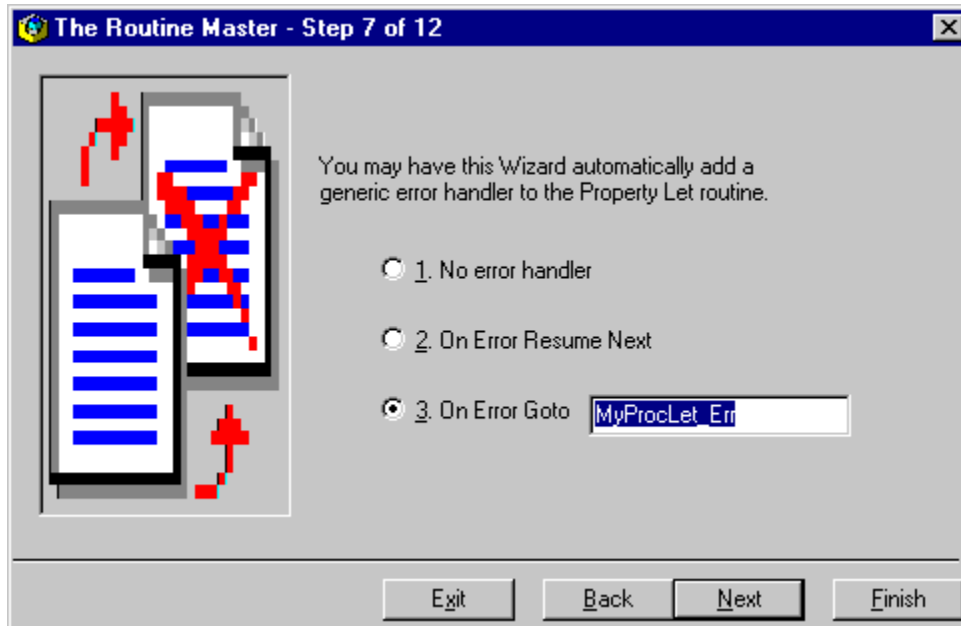 The Routine Master - Step 7 of 12
You may have this Wizard automatically add a
generic error handler to the Property Let routine.
1. No error handler
2. On Error Resume Next
3. On Error Goto MyProcLet_Err
Exit Back Next Finish